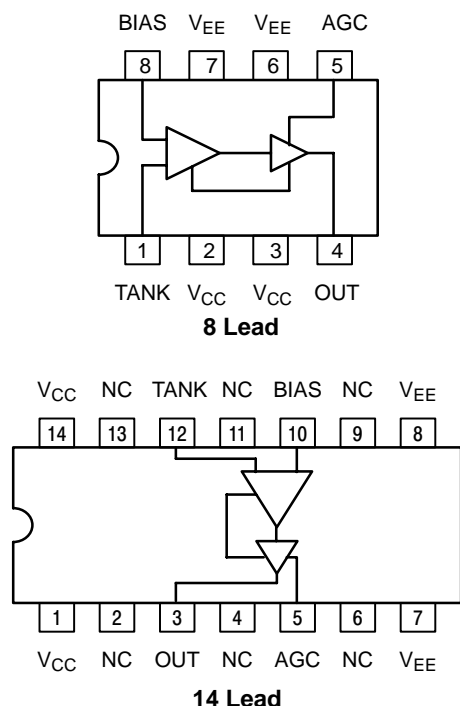 BIAS VEE VEE AGC
8 7 6 5
1 2 3 4
TANK VCC VCC OUT
8 Lead
VCC NC TANK NC BIAS NC VEE
14 13 12 11 10 9 8
1 2 3 4 5 6 7
VCC NC OUT NC AGC NC VEE
14 Lead